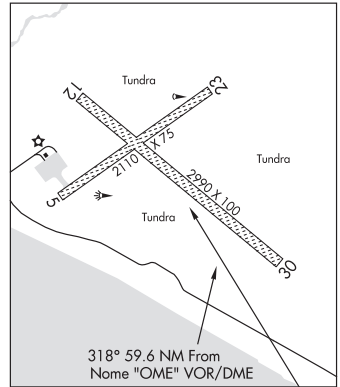 Tundra
12
23
2110 X 75
Tundra
2990 X 100
5
Tundra
30
318° 59.6 NM From
Nome "OME" VOR/DME